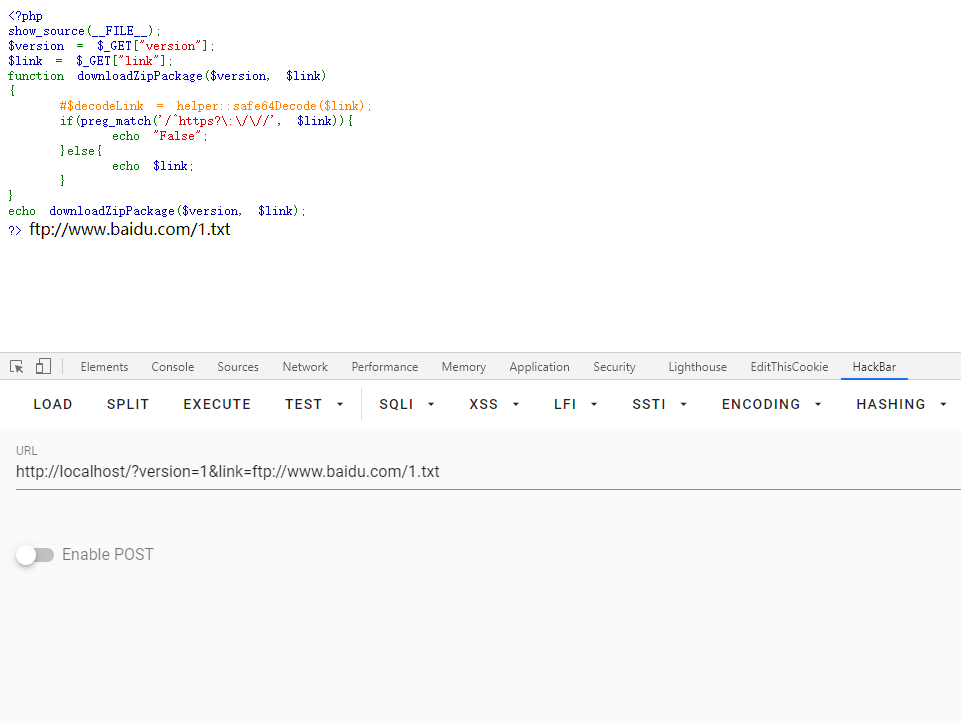 <?php
show_source(__FILE__);
$version = $_GET["version"];
$link = $_GET["link"];
function downloadZipPackage($version, $link)
{
#$decodeLink = helper::safe64Decode($link);
if(preg_match('/^https?\:\/\//', $link)){
echo "False";
}else{
echo $link;
}
}
echo downloadZipPackage($version, $link);
?> ftp://www.baidu.com/1.txt
Elements Console Sources Network Performance Memory Application Security Lighthouse EditThisCookie HackBar
LOAD SPLIT EXECUTE TEST SQLI XSS LFI SSTI ENCODING HASHING
URL
http://localhost/?version=1&link=ftp://www.baidu.com/1.txt
Enable POST